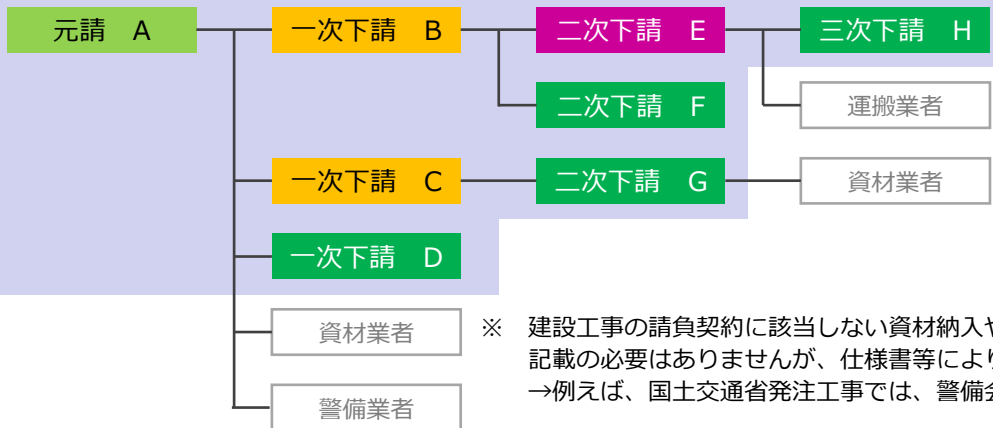 元請　A
一次下請　B
二次下請　E
三次下請　H
二次下請　F
運搬業者
一次下請　C
二次下請　G
資材業者
一次下請　D
資材業者
※　建設工事の請負契約に該当しない資材納入や
記載の必要はありませんが、仕様書等により
→例えば、国土交通省発注工事では、警備会
警備業者